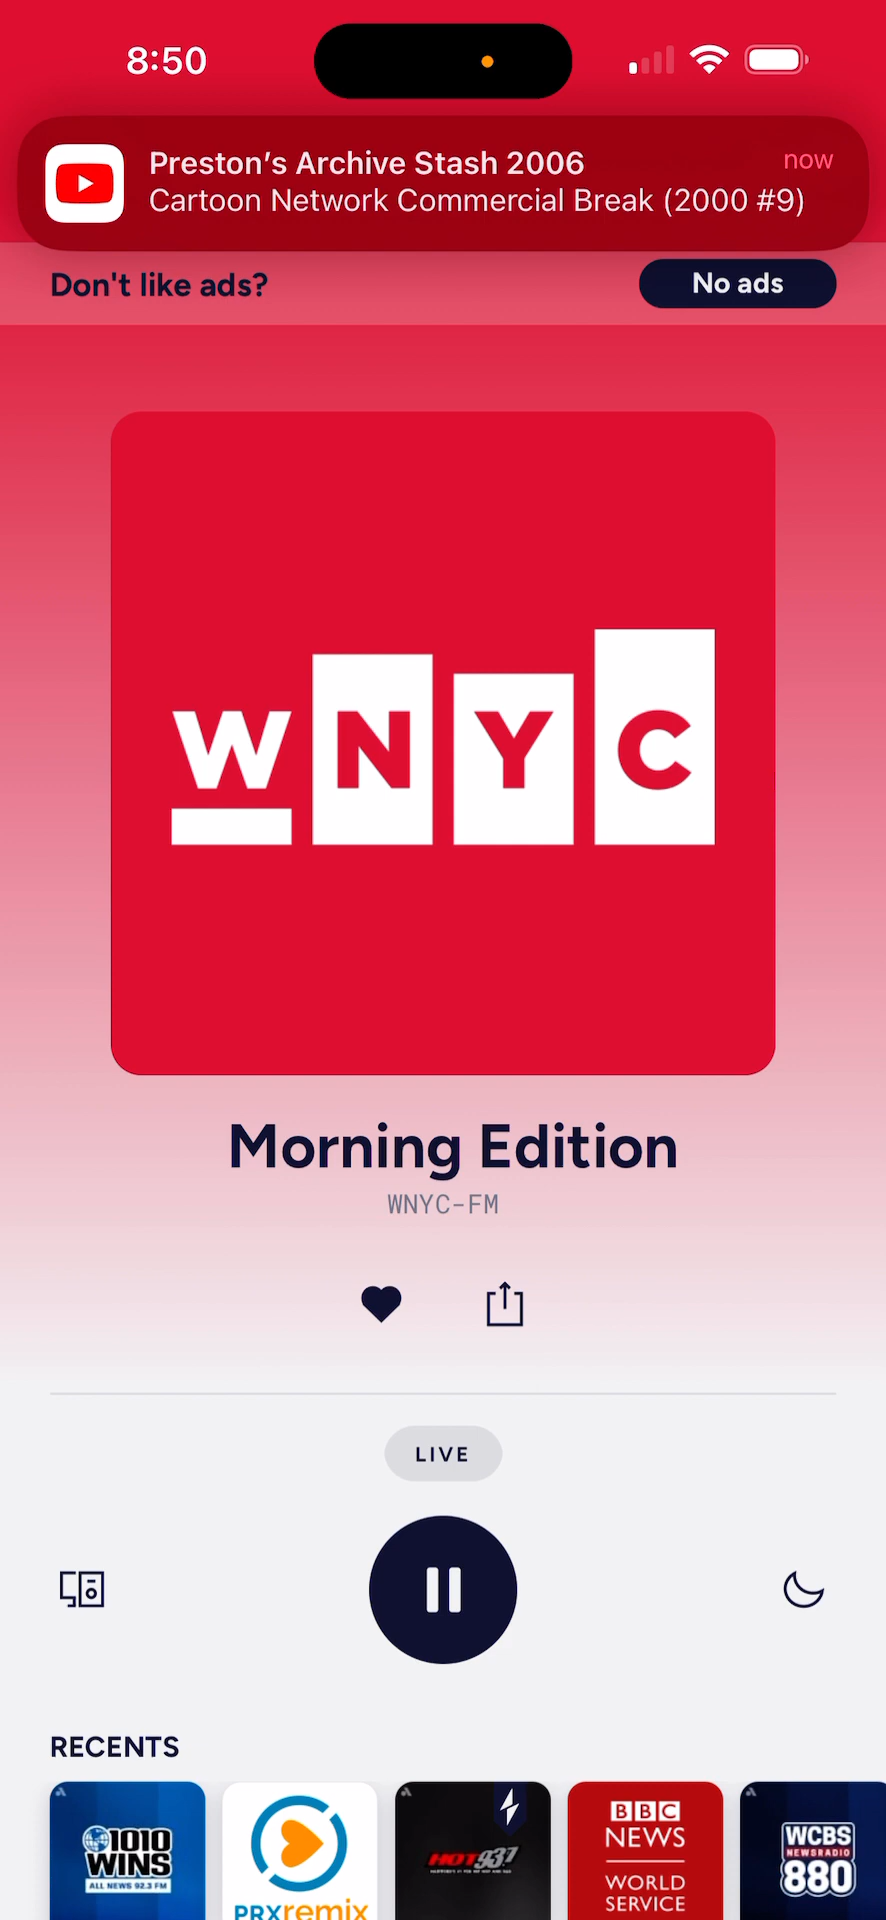 8:50
Preston’s Archive Stash 2006
now
Cartoon Network Commercial Break (2000 #9)
Don't like ads?
No ads
WNYC
Morning Edition
WNYC-FM
LIVE
RECENTS
1010
WINS
ALL NEWS 92.3 FM
PRXremix
HOT 93.7
BBC
NEWS
WORLD
SERVICE
WCBS
NEWSRADIO
880